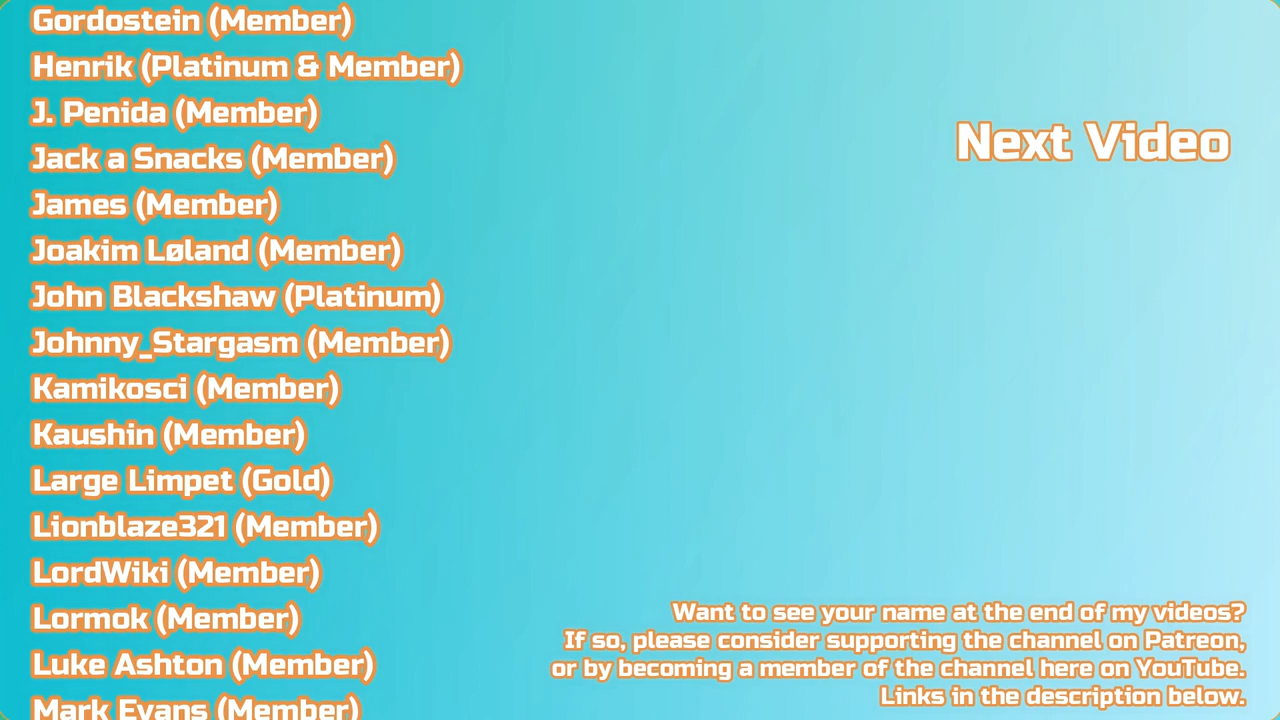 Gordostein (Member)
Henrik (Platinum & Member)
J. Penida (Member)
Jack a Snacks (Member)
James (Member)
Joakim Løland (Member)
John Blackshaw (Platinum)
Johnny_Stargasm (Member)
Kamikosci (Member)
Kaushin (Member)
Large Limpet (Gold)
Lionblaze321 (Member)
LordWiki (Member)
Lormok (Member)
Luke Ashton (Member)
Mark Evans (Member)
Next Video
Want to see your name at the end of my videos?
If so, please consider supporting the channel on Patreon,
or by becoming a member of the channel here on YouTube.
Links in the description below.